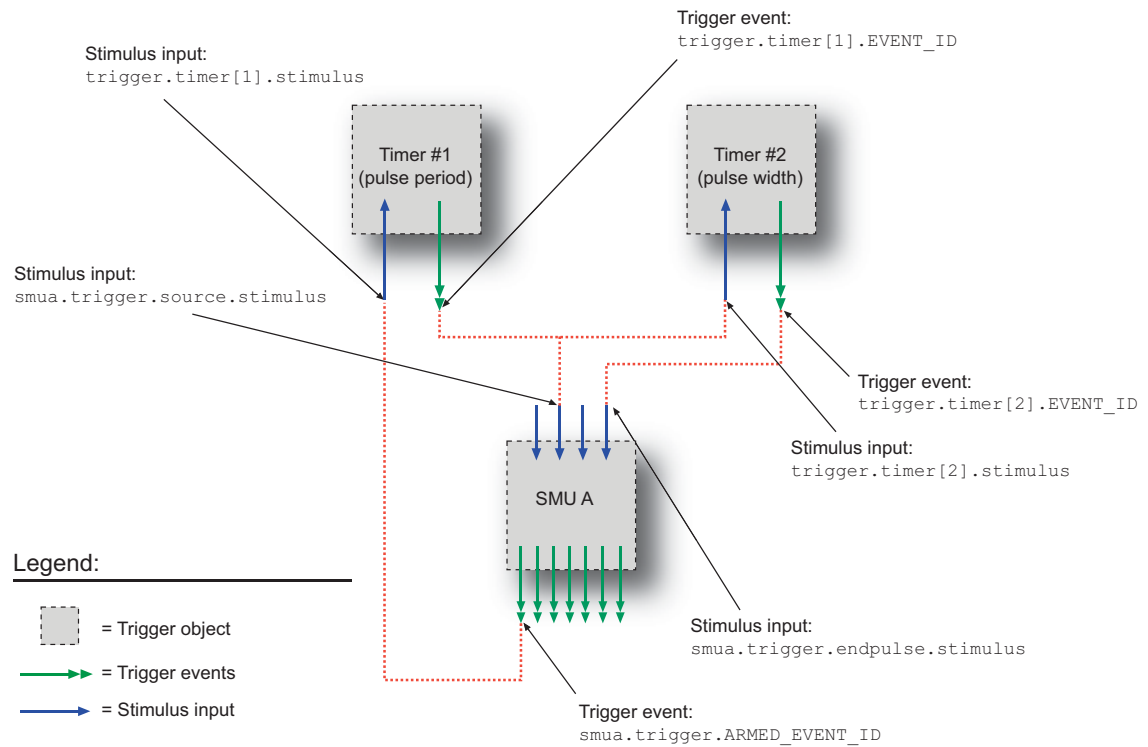 Trigger event:
trigger.timer[1].EVENT_ID
Stimulus input:
trigger.timer[1].stimulus
Timer #1
(pulse period)
Timer #2
(pulse width)
Stimulus input:
smua.trigger.source.stimulus
Trigger event:
trigger.timer[2].EVENT_ID
Stimulus input:
trigger.timer[2].stimulus
SMU A
Legend:
= Trigger object
= Trigger events
= Stimulus input
Stimulus input:
smua.trigger.endpulse.stimulus
Trigger event:
smua.trigger.ARMED_EVENT_ID